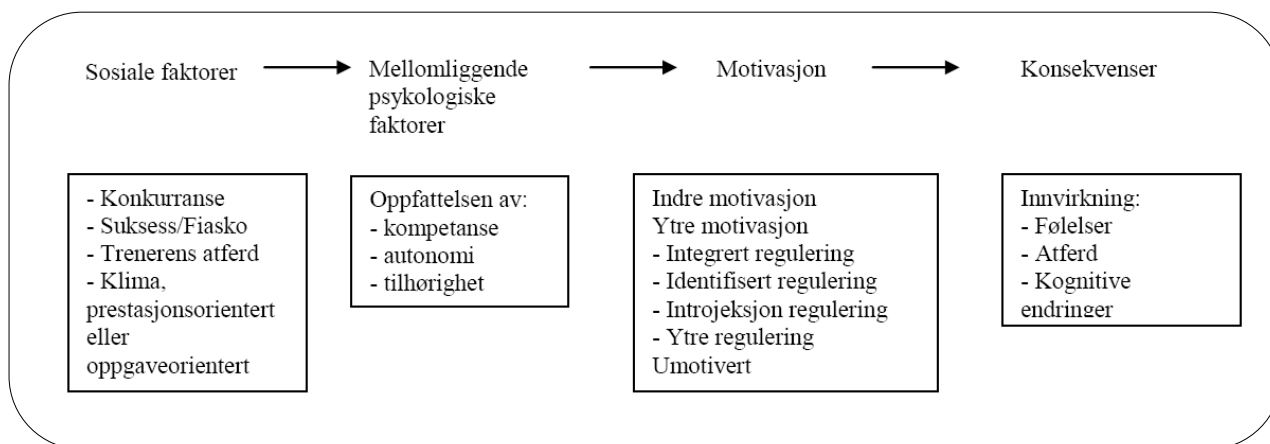 Sosiale faktorer
Mellomliggende
psykologiske
faktorer
Motivasjon
Konsekvenser
- Konkurranse
- Suksess/Fiasko
- Trenerens atferd
- Klima,
prestasjonsorientert
eller
oppgaveorientert
Oppfattelsen av:
- kompetanse
- autonomi
- tilhørighet
Indre motivasjon
Ytre motivasjon
- Integrert regulering
- Identifisert regulering
- Introjeksjon regulering
- Ytre regulering
Umotivert
Innvirkning:
- Følelser
- Atferd
- Kognitive
endringer